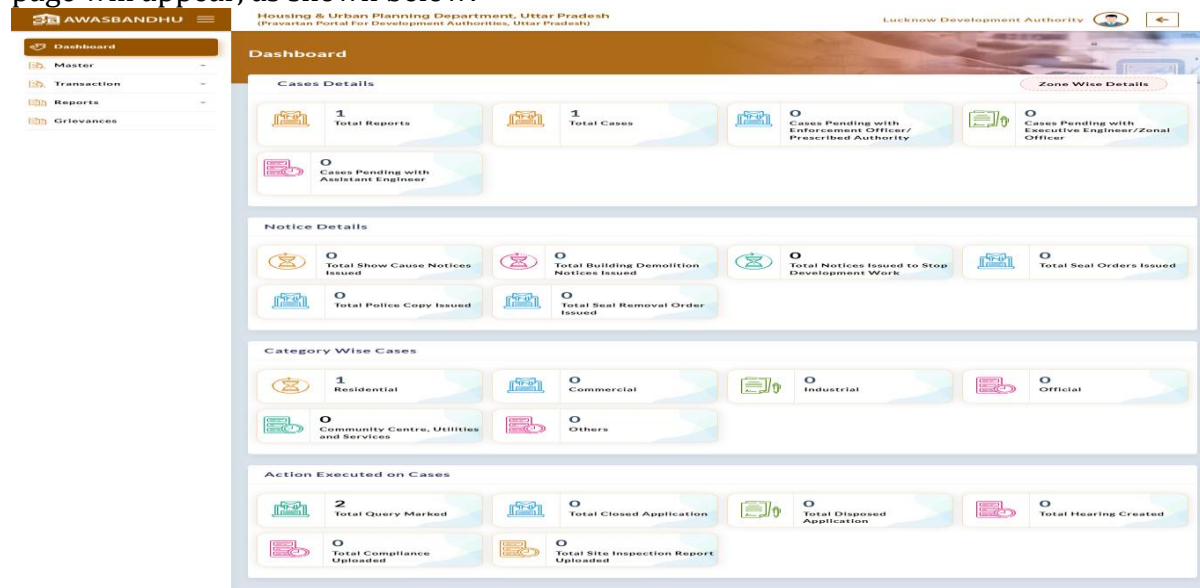 page will appear, as shown below.
AWASBANDHU
Housing & Urban Planning Department, Uttar Pradesh
(Pravartan Portal For Development Authorities, Uttar Pradesh)
Lucknow Development Authority
Dashboard
Master
Transaction
Reports
Grievances
Dashboard
Cases Details
Zone Wise Details
1
Total Reports
1
Total Cases
0
Cases Pending with
Enforcement Officer/
Prescribed Authority
0
Cases Pending with
Executive Engineer/Zonal
Officer
0
Cases Pending with
Assistant Engineer
Notice Details
0
Total Show Cause Notices
Issued
0
Total Building Demolition
Notices Issued
0
Total Notices Issued to Stop
Development Work
0
Total Seal Orders Issued
0
Total Police Copy Issued
0
Total Seal Removal Order
Issued
Category Wise Cases
1
Residential
0
Commercial
0
Industrial
0
Official
0
Community Centre, Utilities
and Services
0
Others
Action Executed on Cases
2
Total Query Marked
0
Total Closed Application
0
Total Disposed
Application
0
Total Hearing Created
0
Total Compliance
Uploaded
0
Total Site Inspection Report
Uploaded